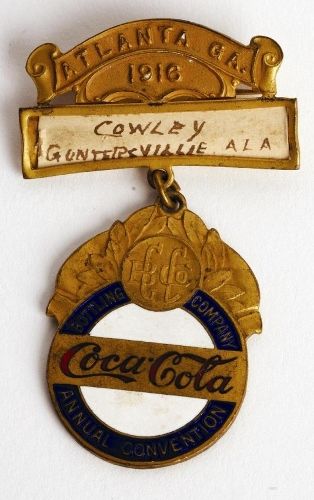 ATLANTA GA.
1916
COWLEY
GUNTERSVILLE ALA
BOTTLING COMPANY
Coca-Cola
ANNUAL CONVENTION